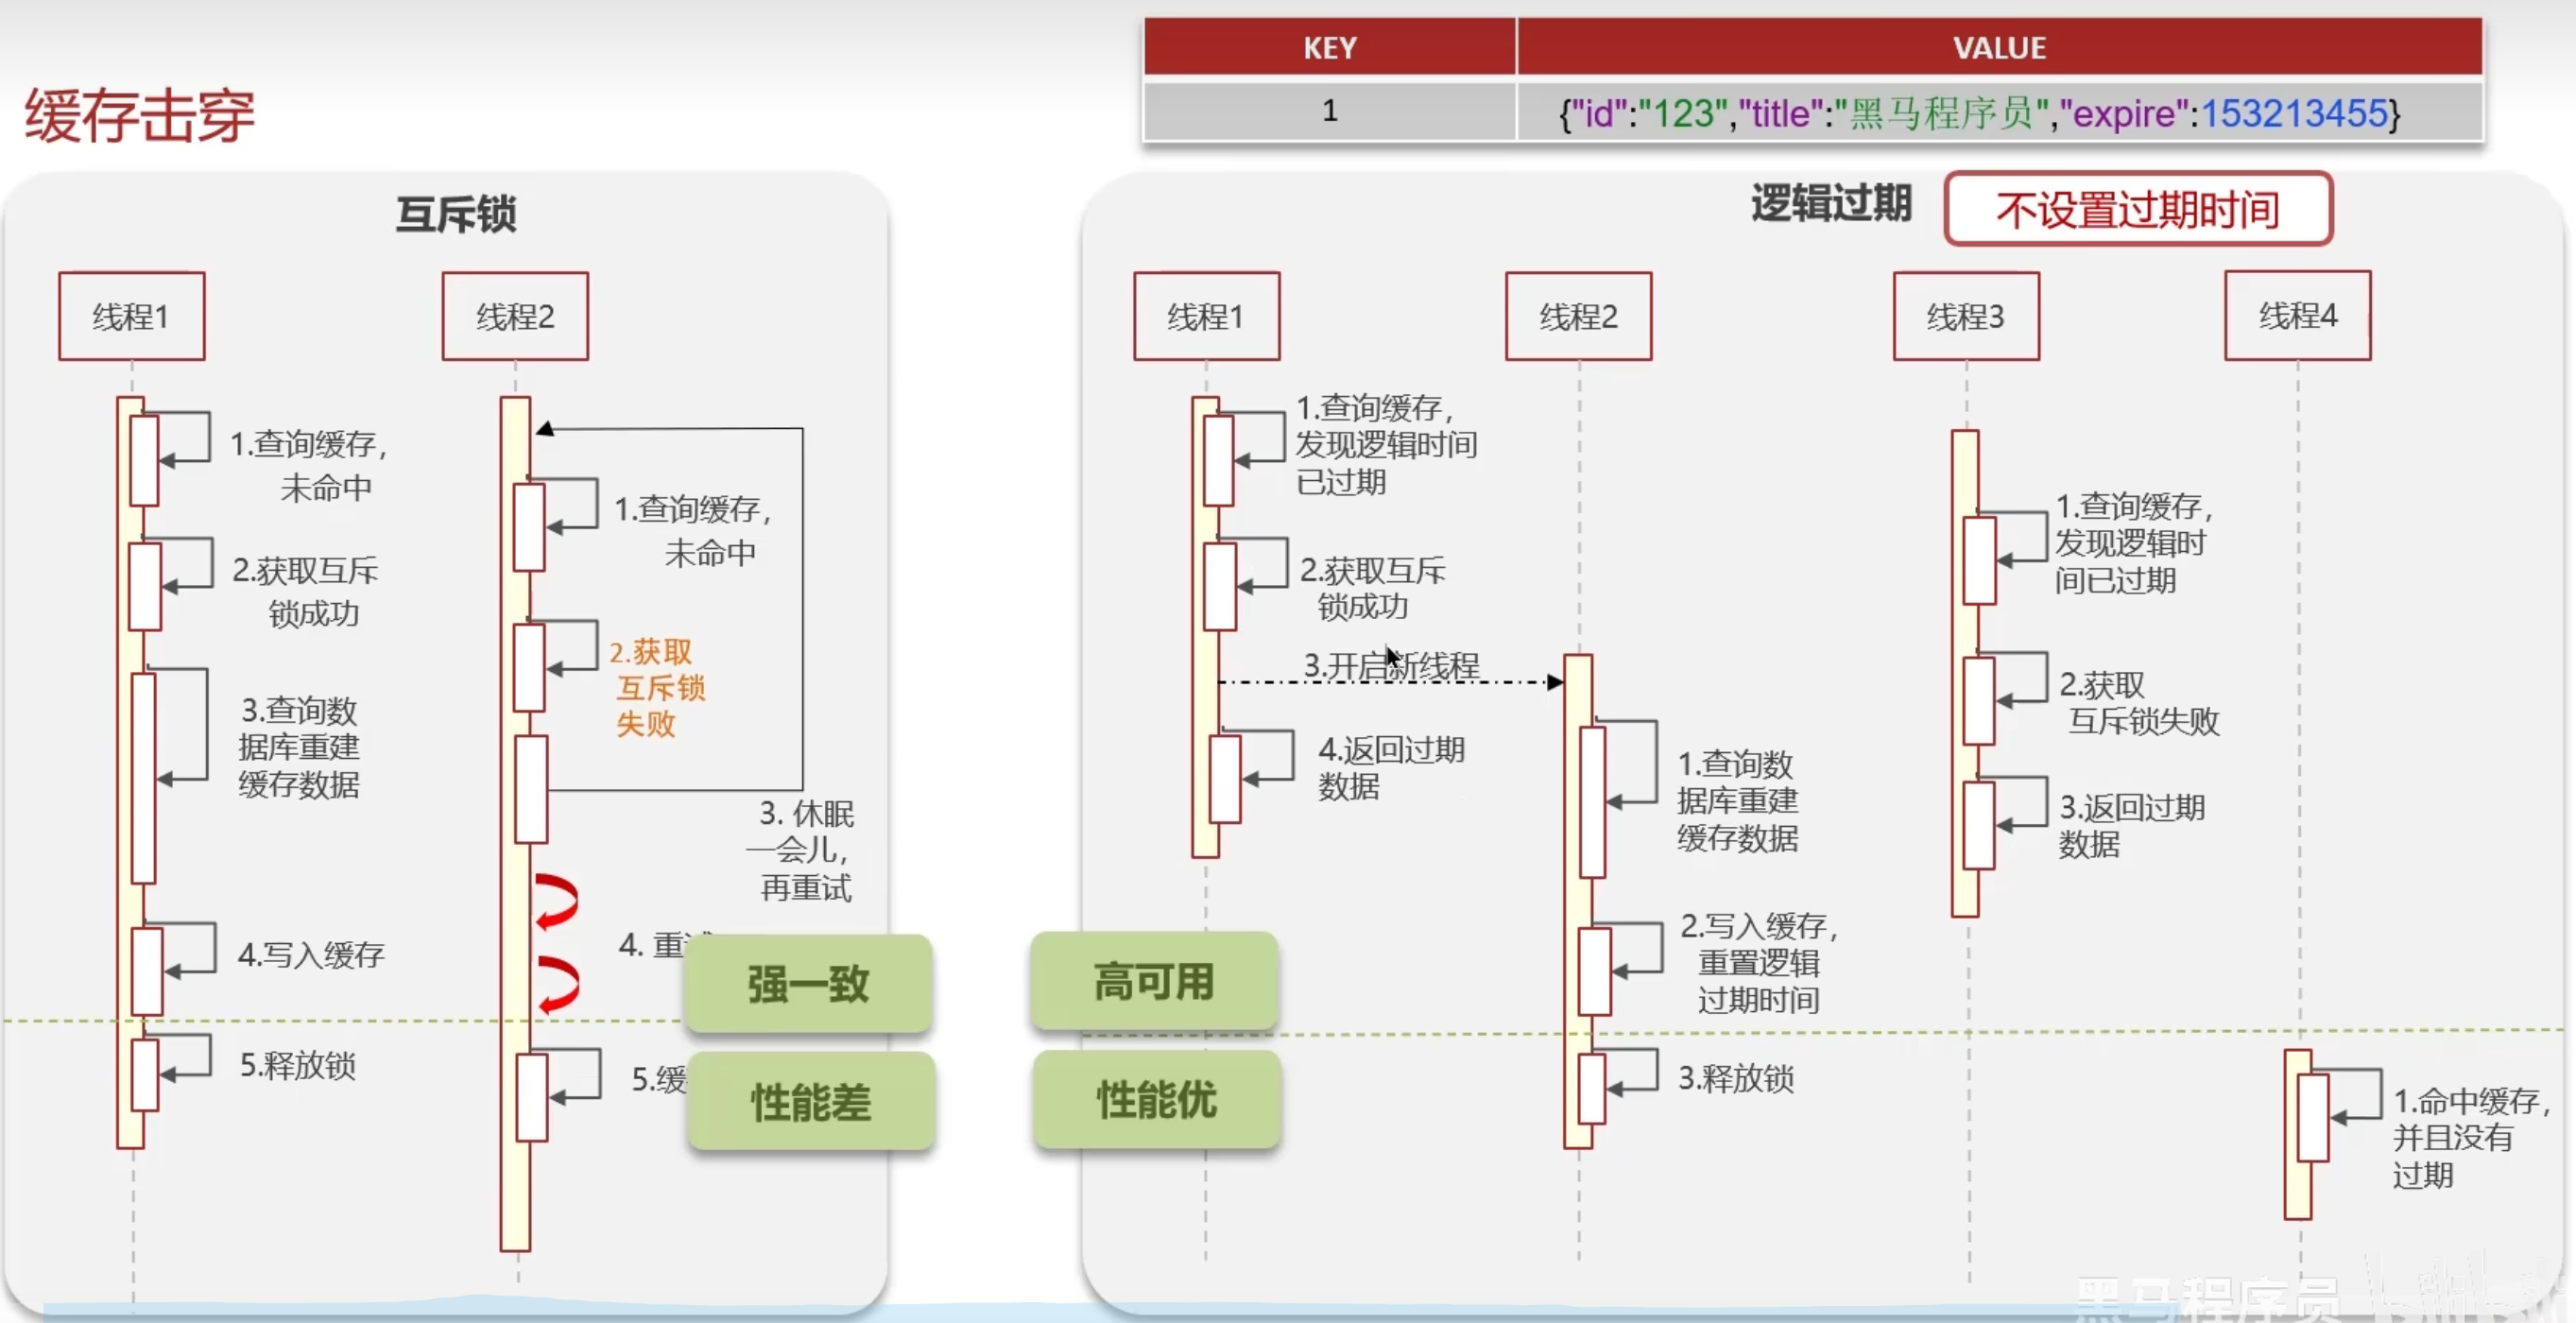 缓存击穿
KEY
VALUE
1
{"id":"123","title":"黑马程序员","expire":153213455}
互斥锁
线程1
线程2
1.查询缓存，
未命中
2.获取互斥
锁成功
3.查询数
据库重建
缓存数据
4.写入缓存
5.释放锁
1.查询缓存，
未命中
2.获取
互斥锁
失败
3. 休眠
一会儿，
再重试
4. 重
5.缓
强一致
性能差
逻辑过期
不设置过期时间
线程1
线程2
线程3
线程4
1.查询缓存，
发现逻辑时间
已过期
2.获取互斥
锁成功
3.开启新线程
4.返回过期
数据
高可用
性能优
1.查询数
据库重建
缓存数据
2.写入缓存，
重置逻辑
过期时间
3.释放锁
1.查询缓存，
发现逻辑时
间已过期
2.获取
互斥锁失败
3.返回过期
数据
1.命中缓存，
并且没有
过期
黑马程序员